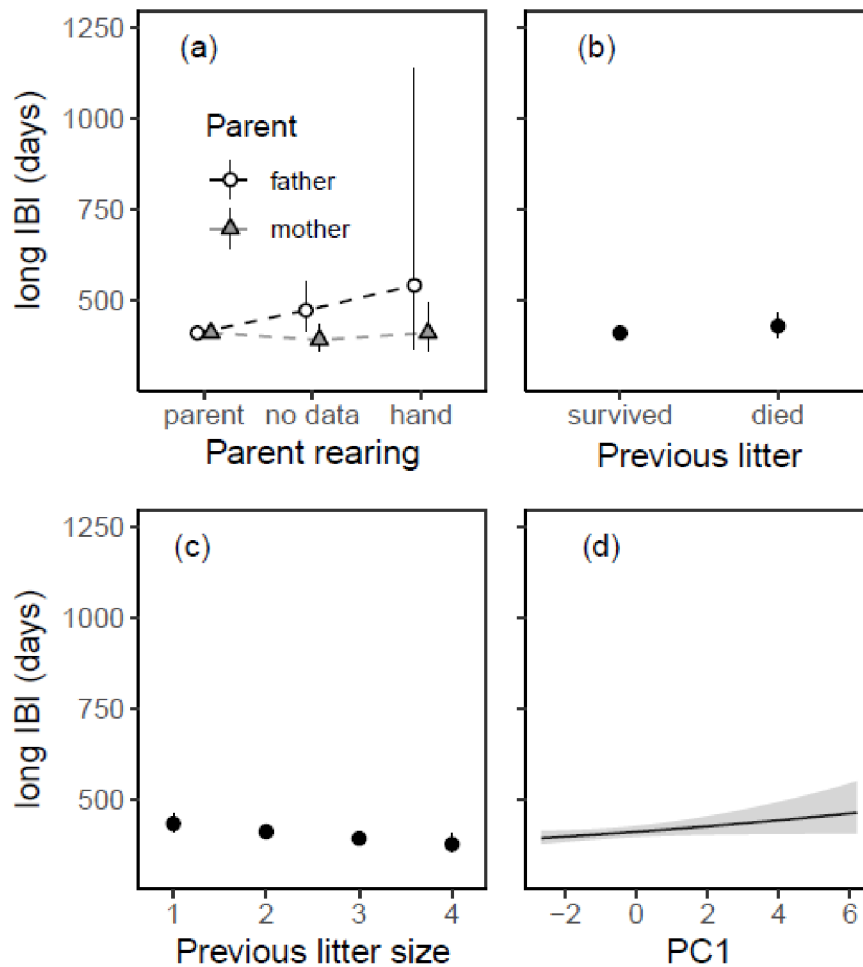 (a)
(b)
1250
1000
750
500
long IBI (days)
Parent
father
mother
parent no data hand
Parent rearing
survived died
Previous litter
(c)
(d)
1250
1000
750
500
long IBI (days)
1 2 3 4
Previous litter size
−2 0 2 4 6
PC1